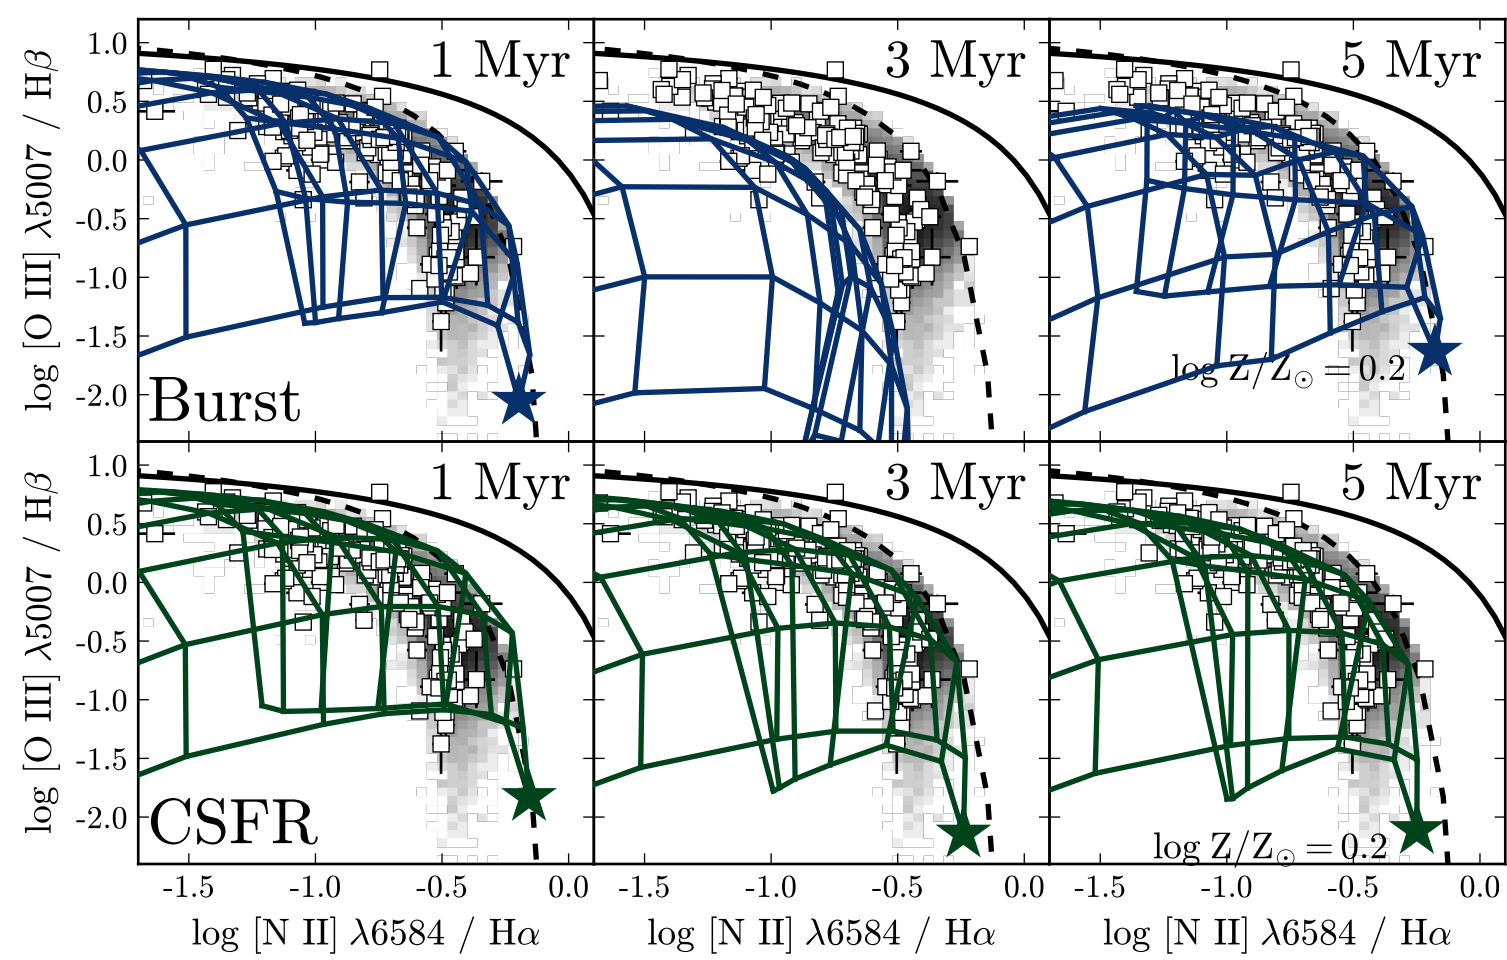 1 Myr
3 Myr
5 Myr
1.0
0.5
0.0
-0.5
-1.0
-1.5
-2.0
log [O III] λ5007 / Hβ
Burst
log Z/Z⊙ = 0.2
1 Myr
3 Myr
5 Myr
1.0
0.5
0.0
-0.5
-1.0
-1.5
-2.0
log [O III] λ5007 / Hβ
CSFR
log Z/Z⊙ = 0.2
-1.5 -1.0 -0.5 0.0
-1.5 -1.0 -0.5 0.0
-1.5 -1.0 -0.5 0.0
log [N II] λ6584 / Hα
log [N II] λ6584 / Hα
log [N II] λ6584 / Hα